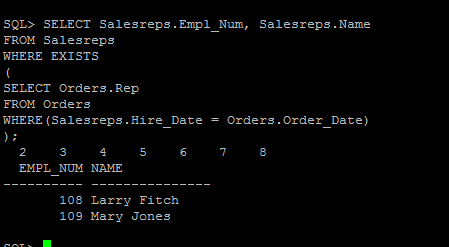 SQL> SELECT Salesreps.Empl_Num, Salesreps.Name
FROM Salesreps
WHERE EXISTS
(
SELECT Orders.Rep
FROM Orders
WHERE(Salesreps.Hire_Date = Orders.Order_Date)
);
  2    3    4    5    6    7    8
  EMPL_NUM NAME
---------- ---------------
       108 Larry Fitch
       109 Mary Jones
SQL>